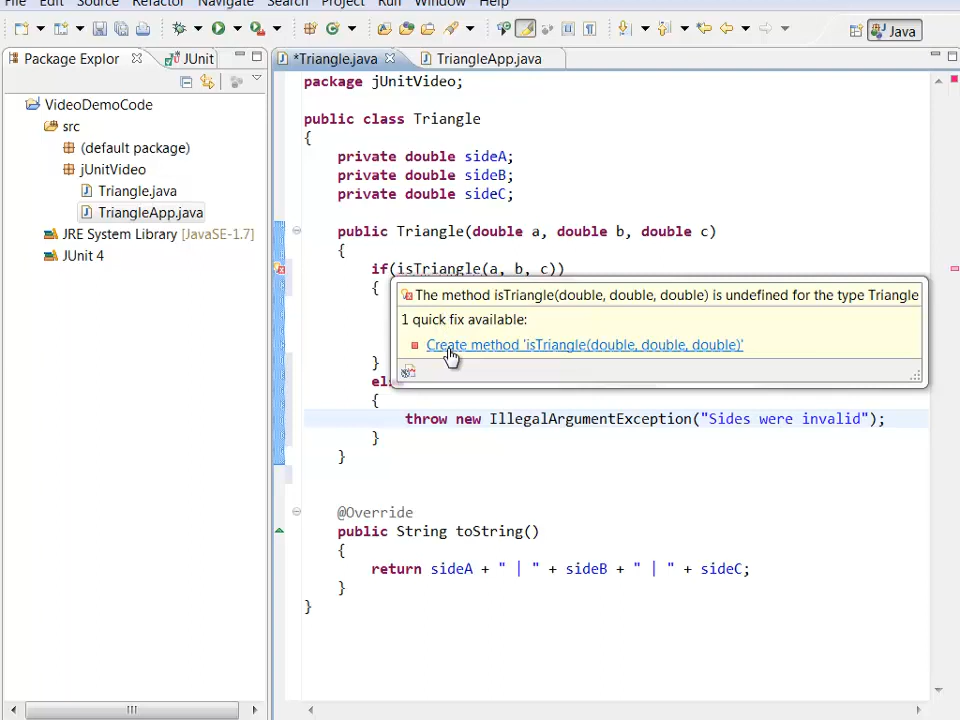 File Edit Source Refactor Navigate Search Project Run Window Help
Java
Package Explor JUnit
*Triangle.java TriangleApp.java
VideoDemoCode
src
(default package)
jUnitVideo
Triangle.java
TriangleApp.java
JRE System Library [JavaSE-1.7]
JUnit 4
package jUnitVideo;
public class Triangle
{
private double sideA;
private double sideB;
private double sideC;
public Triangle(double a, double b, double c)
{
if(isTriangle(a, b, c))
{
The method isTriangle(double, double, double) is undefined for the type Triangle
1 quick fix available:
Create method 'isTriangle(double, double, double)'
}
else
{
throw new IllegalArgumentException("Sides were invalid");
}
}
@Override
public String toString()
{
return sideA + " | " + sideB + " | " + sideC;
}
}